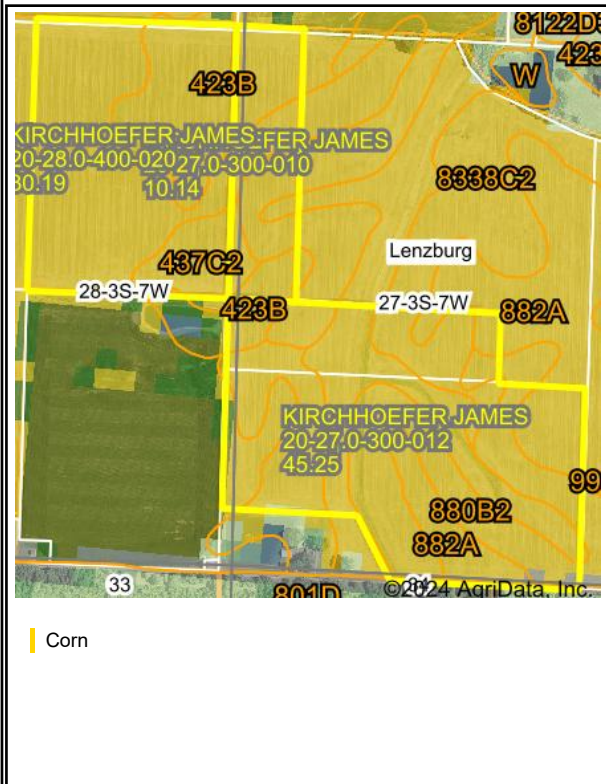 8122D3
423
W
423B
KIRCHHOEFER JAMES
20-28.0-400-020
30.19
FER JAMES
27.0-300-010
10.14
8338C2
Lenzburg
437C2
28-3S-7W
423B
27-3S-7W
882A
KIRCHHOEFER JAMES
20-27.0-300-012
45.25
99
880B2
882A
33
34
801D
©2024 AgriData, Inc.
Corn